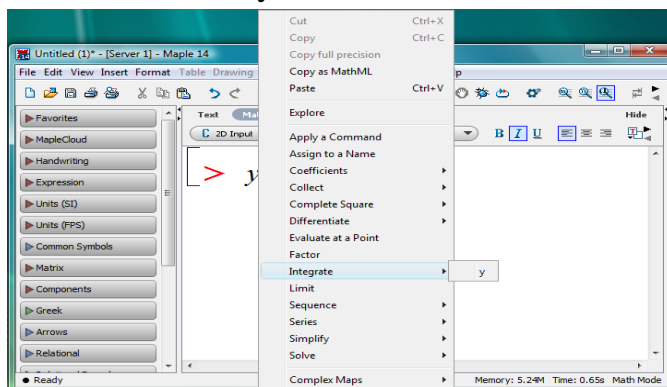 Cut Ctrl+X
Copy Ctrl+C
Copy full precision
Copy as MathML
Paste Ctrl+V
Explore
Apply a Command
Assign to a Name
Coefficients
Collect
Complete Square
Differentiate
Evaluate at a Point
Factor
Integrate
y
Limit
Sequence
Series
Simplify
Solve
Complex Maps
Untitled (1)* - [Server 1] - Maple 14
File Edit View Insert Format Table Drawing
Text
2D Input
Hide
B I U
> y
Favorites
MapleCloud
Handwriting
Expression
Units (SI)
Units (FPS)
Common Symbols
Matrix
Components
Greek
Arrows
Relational
Ready
Memory: 5.24M Time: 0.65s Math Mode